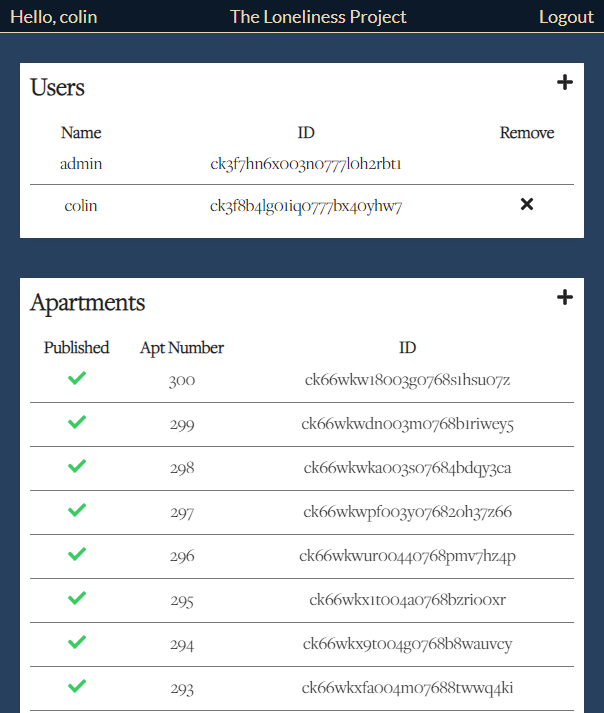 Hello, colin The Loneliness Project Logout
Users
Name ID Remove
admin ck3f7hn6x003n0777l0h2rbt1
colin ck3f8b4lg01iq0777bx40yhw7
Apartments
Published Apt Number ID
300 ck66wkw18003g0768s1hsu07z
299 ck66wkwdn003m0768b1riwey5
298 ck66wkwka003s07684bdqy3ca
297 ck66wkwpf003y07682oh37z66
296 ck66wkwur00440768pmv7hz4p
295 ck66wkx1t004a0768bzri0oxr
294 ck66wkx9t004g0768b8wauvcy
293 ck66wkxfa004m07688twwq4ki